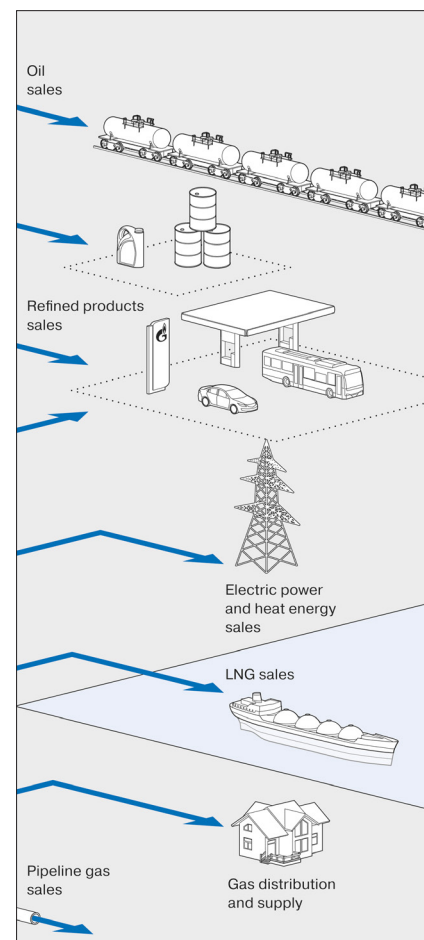 Oil
sales
Refined products
sales
Electric power
and heat energy
sales
LNG sales
Pipeline gas
sales
Gas distribution
and supply